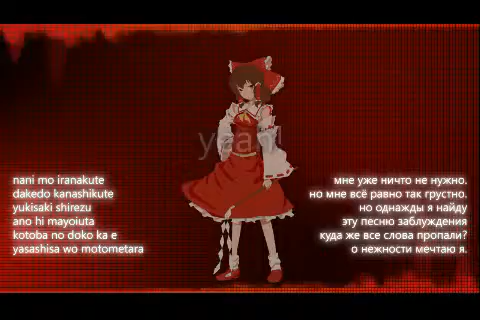 yeah!
nani mo iranakute
dakedo kanashikute
yukisaki shirezu
ano hi mayoiuta
kotoba no doko ka e
yasashisa wo motometara
мне уже ничто не нужно.
но мне всё равно так грустно.
но однажды я найду
эту песню заблуждения
куда же все слова пропали?
о нежности мечтаю я.